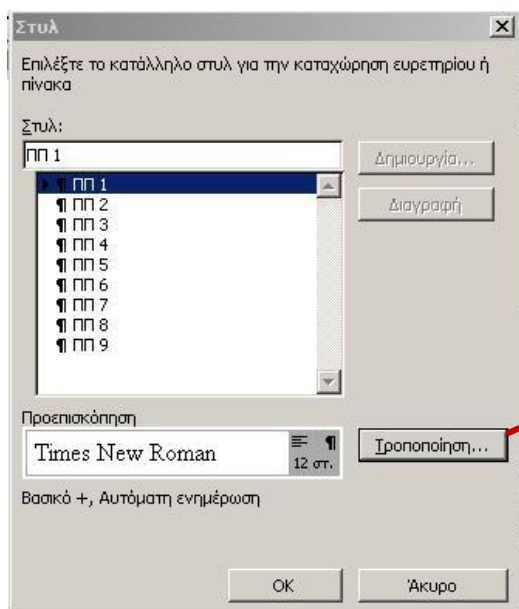 Στυλ
Επιλέξτε το κατάλληλο στυλ για την καταχώρηση ευρετηρίου ή
πίνακα
Στυλ:
ΠΠ 1
Δημιουργία...
¶ ΠΠ 1
¶ ΠΠ 2
Διαγραφή
¶ ΠΠ 3
¶ ΠΠ 4
¶ ΠΠ 5
¶ ΠΠ 6
¶ ΠΠ 7
¶ ΠΠ 8
¶ ΠΠ 9
Προεπισκόπηση
Times New Roman
¶
12 στ.
Τροποποίηση...
Βασικό +, Αυτόματη ενημέρωση
OK
Άκυρο